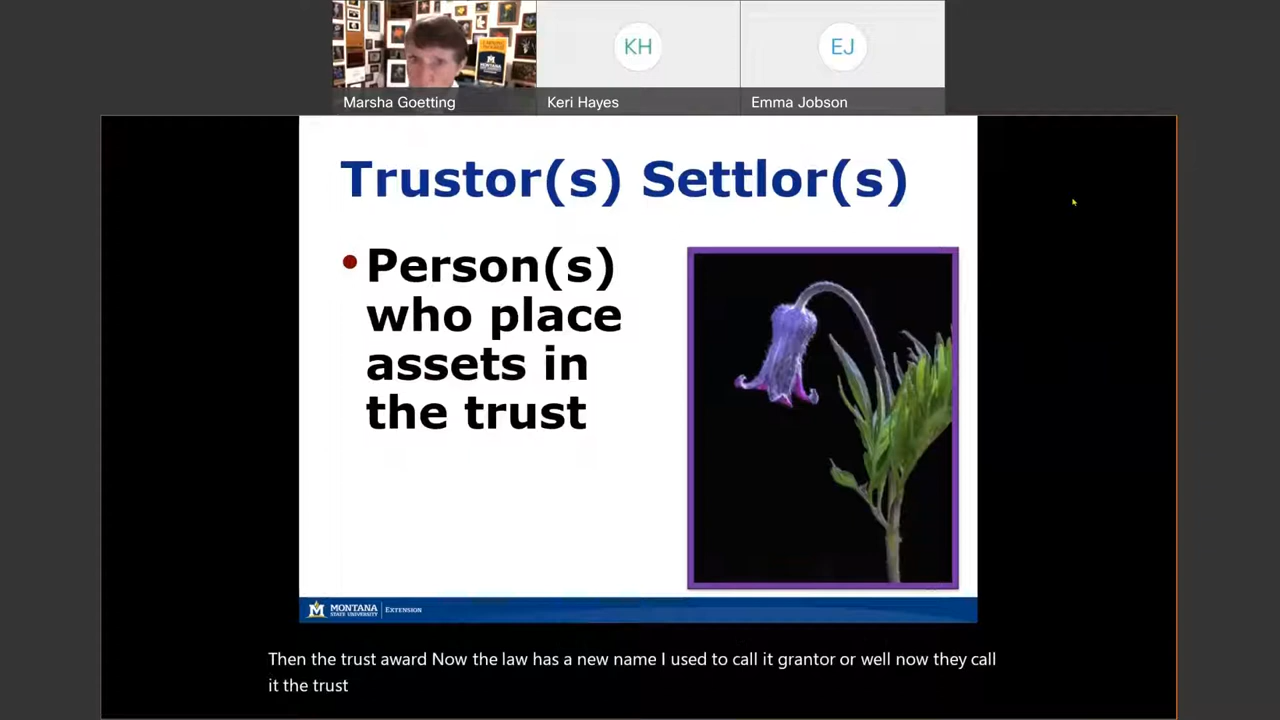 KH
EJ
Marsha Goetting
Keri Hayes
Emma Jobson
Trustor(s) Settlor(s)
• Person(s)
who place
assets in
the trust
MONTANA
STATE UNIVERSITY
EXTENSION
Then the trust award Now the law has a new name I used to call it grantor or well now they call
it the trust